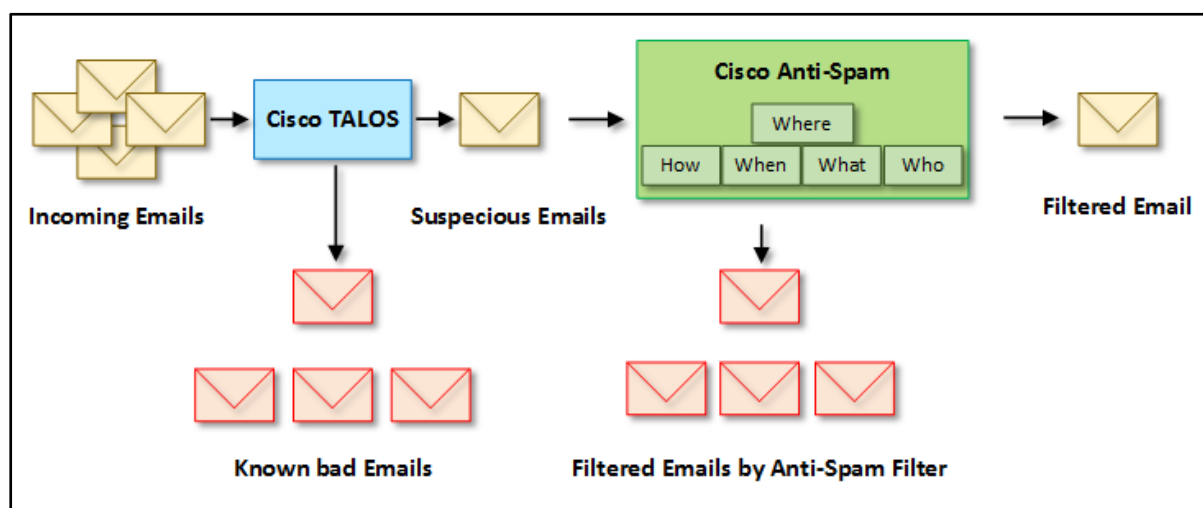 Cisco TALOS
Cisco Anti-Spam
Where
How
When
What
Who
Incoming Emails
Suspecious Emails
Filtered Email
Known bad Emails
Filtered Emails by Anti-Spam Filter